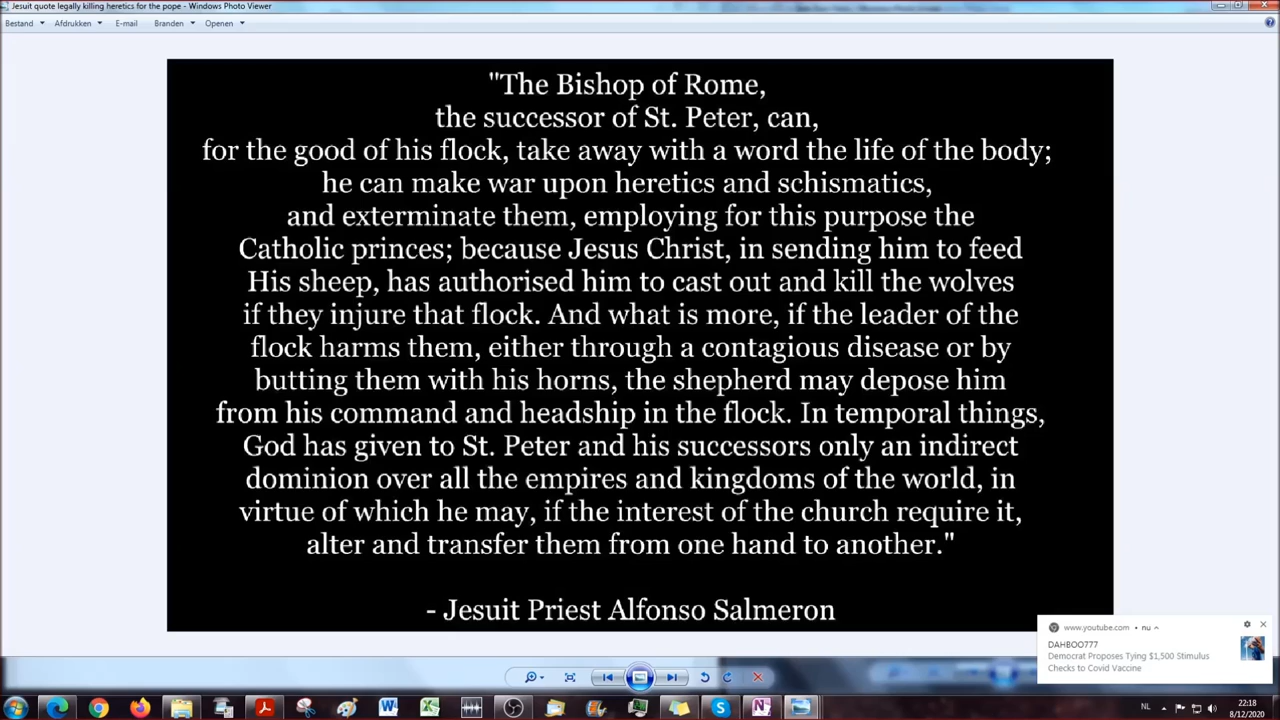 Jesuit quote legally killing heretics for the pope - Windows Photo Viewer
Bestand Afdrukken E-mail Branden Openen
"The Bishop of Rome,
the successor of St. Peter, can,
for the good of his flock, take away with a word the life of the body;
he can make war upon heretics and schismatics,
and exterminate them, employing for this purpose the
Catholic princes; because Jesus Christ, in sending him to feed
His sheep, has authorised him to cast out and kill the wolves
if they injure that flock. And what is more, if the leader of the
flock harms them, either through a contagious disease or by
butting them with his horns, the shepherd may depose him
from his command and headship in the flock. In temporal things,
God has given to St. Peter and his successors only an indirect
dominion over all the empires and kingdoms of the world, in
virtue of which he may, if the interest of the church require it,
alter and transfer them from one hand to another."
- Jesuit Priest Alfonso Salmeron
www.youtube.com • nu
DAHBOO777
Democrat Proposes Tying $1,500 Stimulus
Checks to Covid Vaccine
NL
22:18
8/12/2020